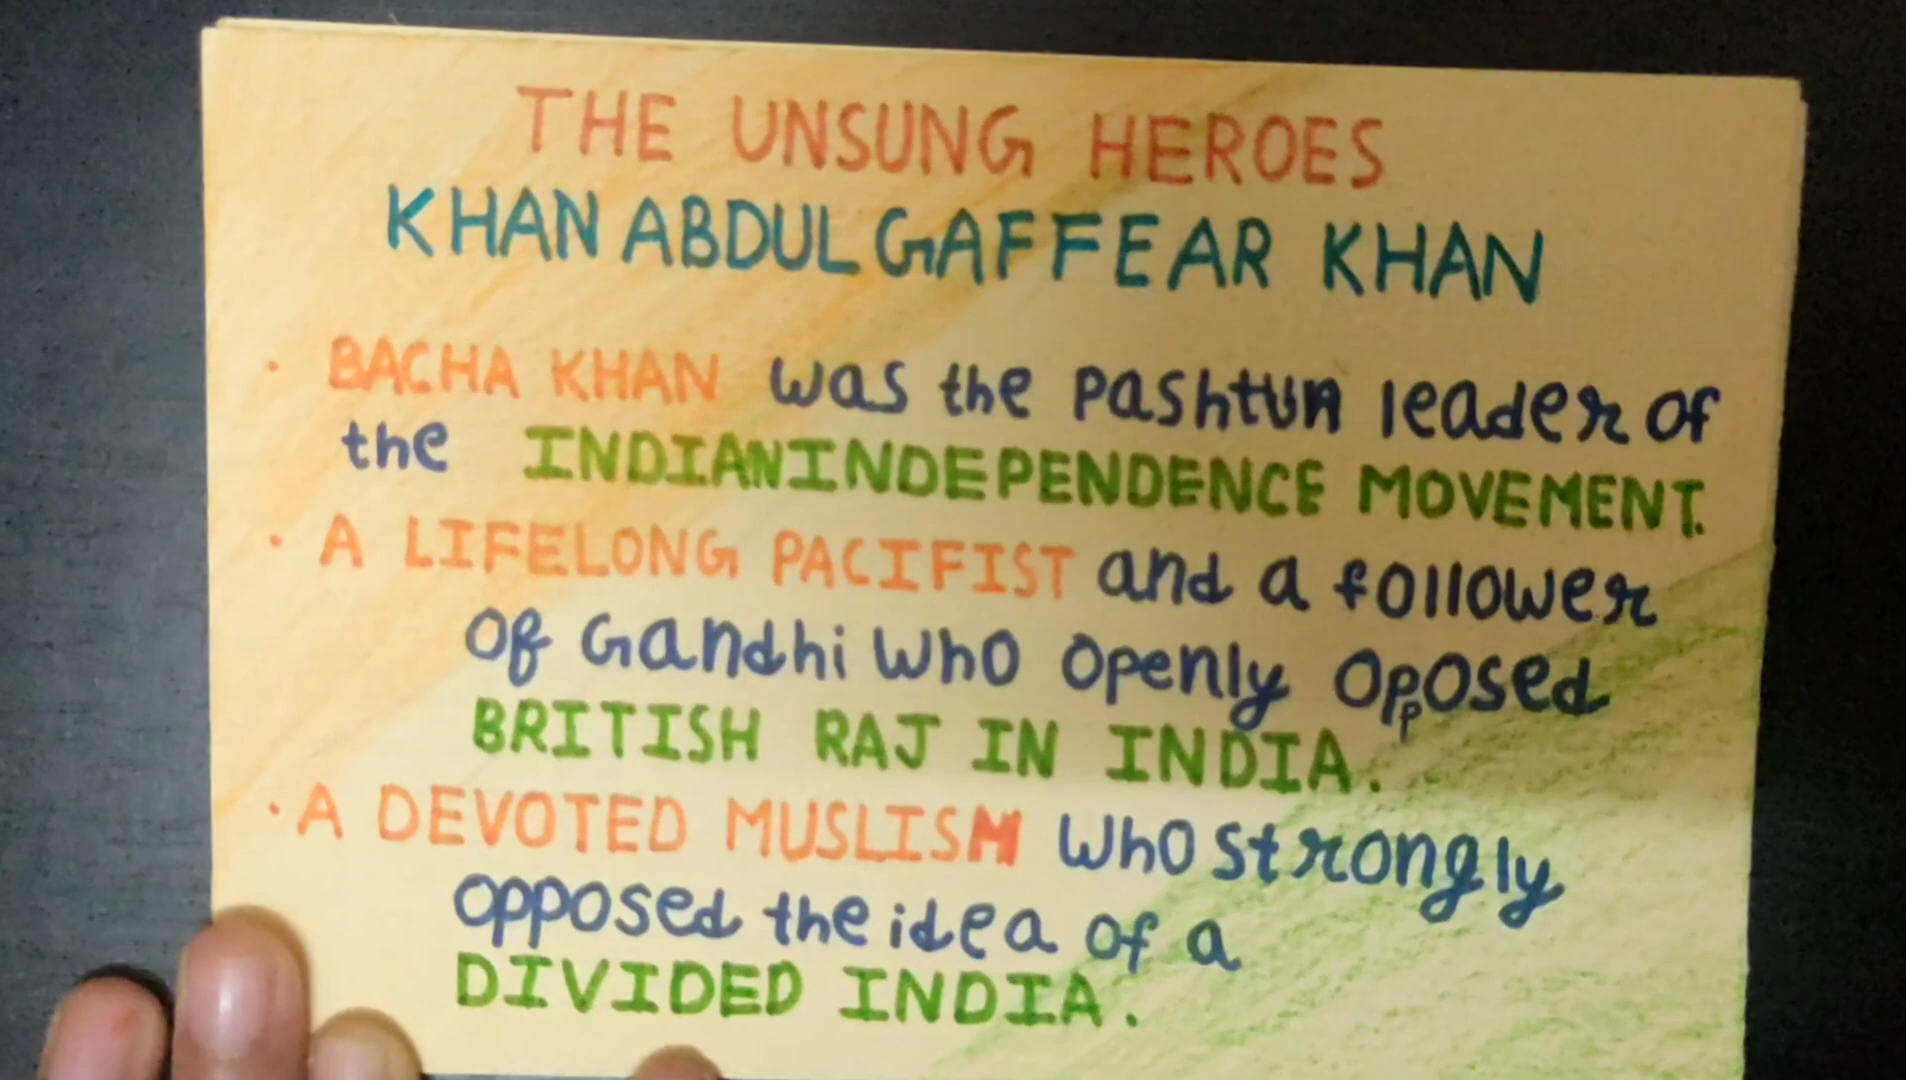 THE UNSUNG HEROES
KHAN ABDUL GAFFEAR KHAN
• BACHA KHAN was the Pashtun leader of
the INDIAN INDEPENDENCE MOVEMENT.
• A LIFELONG PACIFIST and a follower
of Gandhi who openly opposed
BRITISH RAJ IN INDIA.
• A DEVOTED MUSLISM who strongly
opposed the idea of a
DIVIDED INDIA.